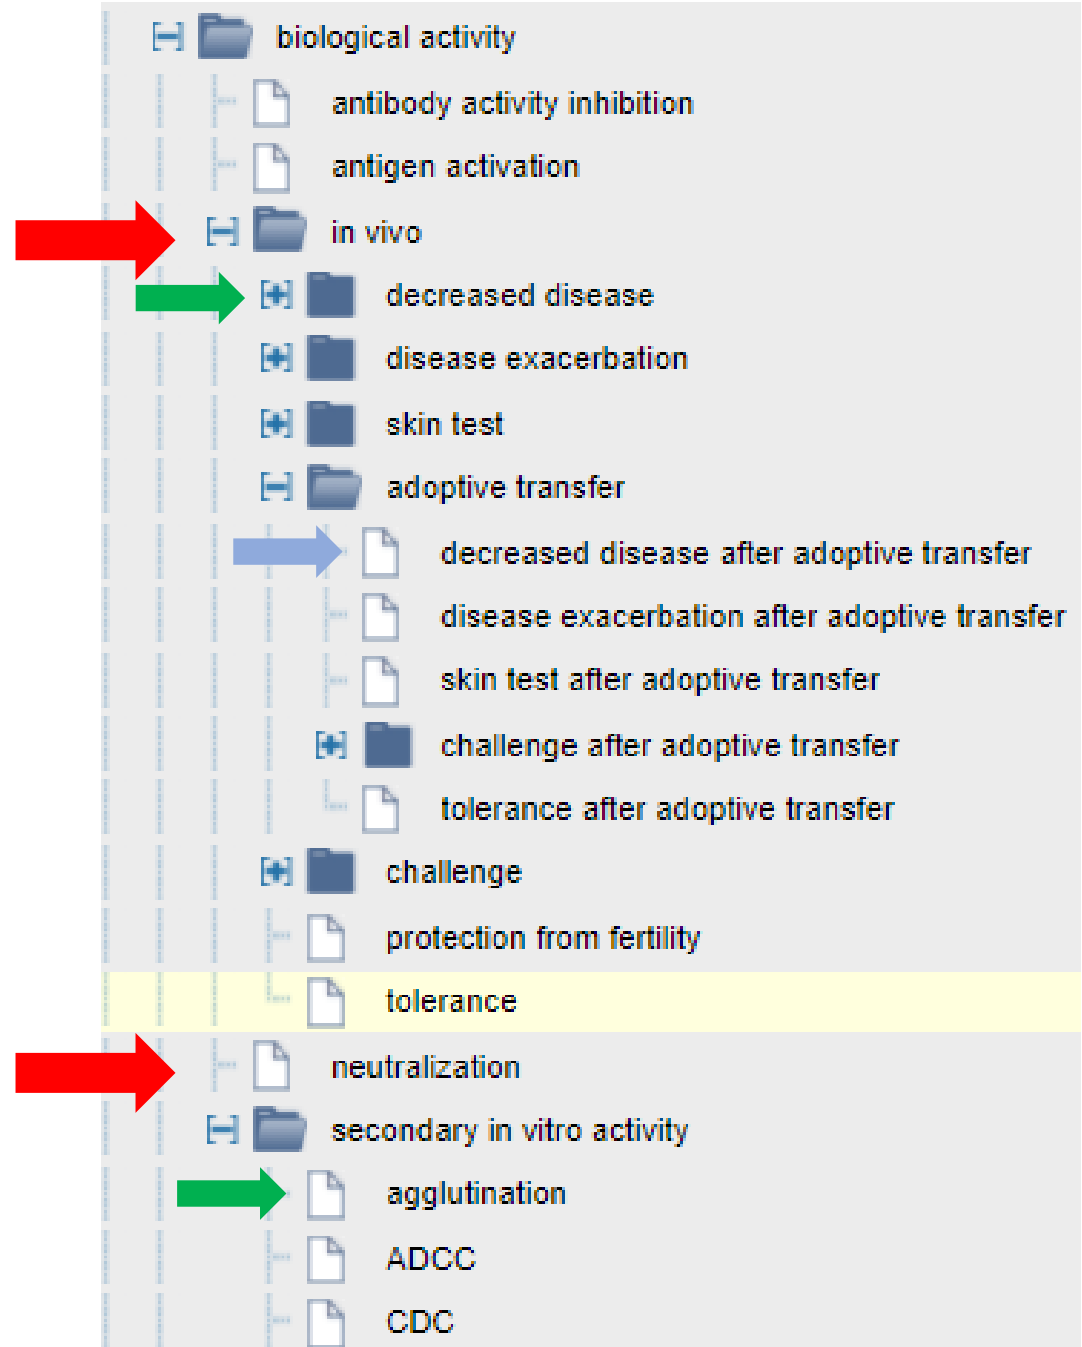 biological activity
antibody activity inhibition
antigen activation
in vivo
decreased disease
disease exacerbation
skin test
adoptive transfer
decreased disease after adoptive transfer
disease exacerbation after adoptive transfer
skin test after adoptive transfer
challenge after adoptive transfer
tolerance after adoptive transfer
challenge
protection from fertility
tolerance
neutralization
secondary in vitro activity
agglutination
ADCC
CDC